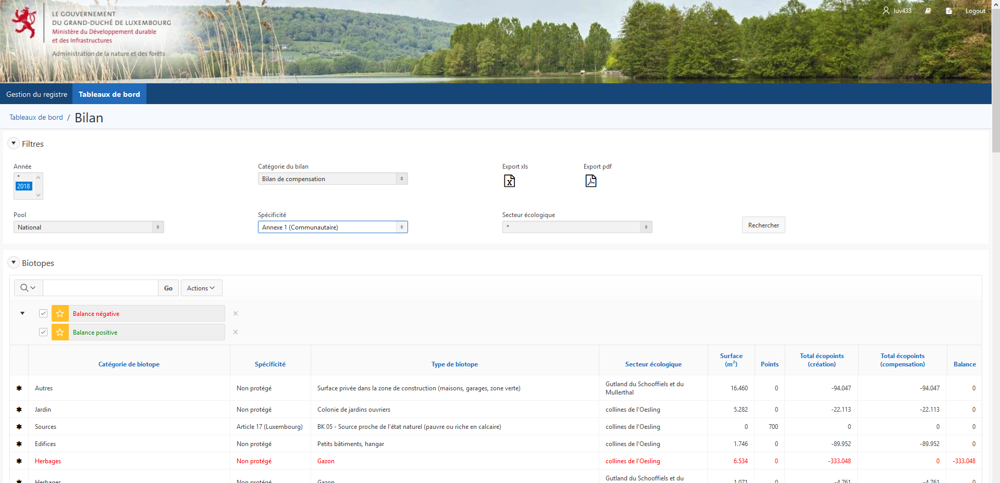 LE GOUVERNEMENT
DU GRAND-DUCHÉ DE LUXEMBOURG
Ministère du Développement durable
et des Infrastructures
Administration de la nature et des forêts
luv433
Logout
Gestion du registre
Tableaux de bord
Tableaux de bord / Bilan
Filtres
Année
Catégorie du bilan
Export xls
Export pdf
*
2018
Bilan de compensation
Pool
Spécificité
Secteur écologique
National
Annexe 1 (Communautaire)
*
Rechercher
Biotopes
Go
Actions
Balance négative
Balance positive
Catégorie de biotope
Spécificité
Type de biotope
Secteur écologique
Surface (m²)
Points
Total écopoints (création)
Total écopoints (compensation)
Balance
Autres Non protégé Surface privée dans la zone de construction (maisons, garages, zone verte) Gutland du Schooffiels et du Mullerthal 16.460 0 -94.047 -94.047 0
Jardin Non protégé Colonie de jardins ouvriers collines de l'Oesling 5.282 0 -22.113 -22.113 0
Sources Article 17 (Luxembourg) BK 05 - Source proche de l'état naturel (pauvre ou riche en calcaire) collines de l'Oesling 0 700 0 0 0
Edifices Non protégé Petits bâtiments, hangar collines de l'Oesling 1.746 0 -89.952 -89.952 0
Herbages Non protégé Gazon collines de l'Oesling 6.534 0 -333.048 0 -333.048
Herbages Non protégé Gazon Gutland du Schooffiels et du 1.071 0 -4.761 -4.761 0